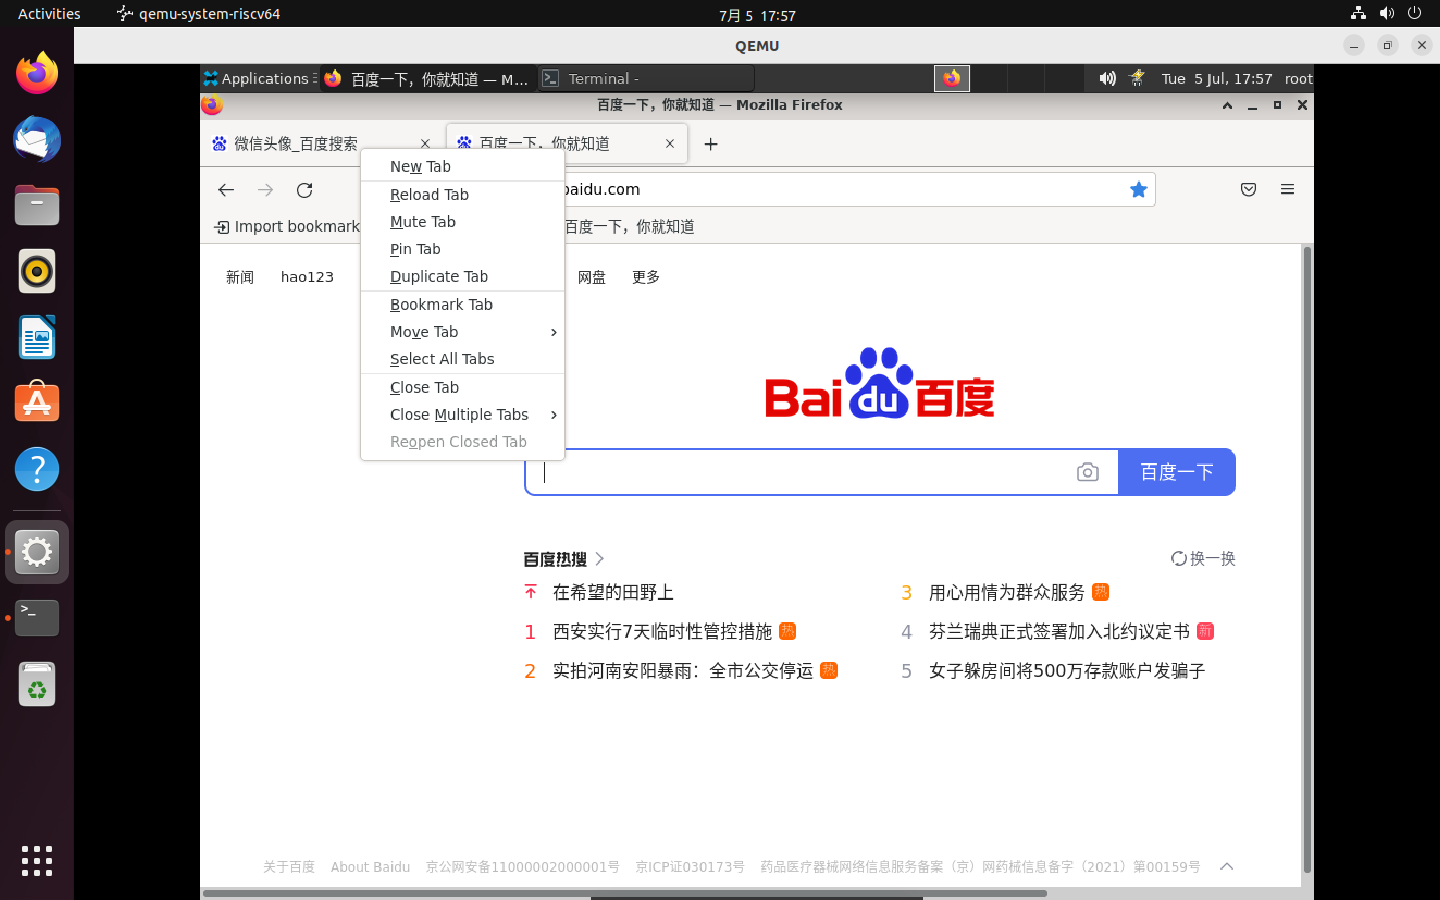 Activities
qemu-system-riscv64
7月 5 17:57
QEMU
Applications
百度一下，你就知道 — M...
Terminal -
Tue 5 Jul, 17:57
root
百度一下，你就知道 — Mozilla Firefox
微信头像_百度搜索
百度一下，你就知道
baidu.com
Import bookmark
百度一下，你就知道
New Tab
Reload Tab
Mute Tab
Pin Tab
Duplicate Tab
Bookmark Tab
Move Tab
Select All Tabs
Close Tab
Close Multiple Tabs
Reopen Closed Tab
新闻
hao123
网盘
更多
Bai du 百度
百度一下
百度热搜
换一换
在希望的田野上
1 西安实行7天临时性管控措施 热
2 实拍河南安阳暴雨：全市公交停运 热
3 用心用情为群众服务 热
4 芬兰瑞典正式签署加入北约议定书 新
5 女子躲房间将500万存款账户发骗子
关于百度 About Baidu 京公网安备11000002000001号 京ICP证030173号 药品医疗器械网络信息服务备案（京）网药械信息备字（2021）第00159号